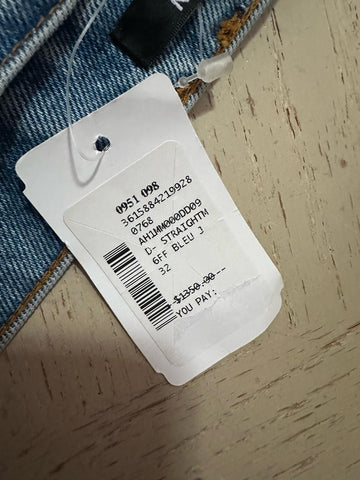 0951 098
3615884219928
0768
AH1MM000DD09
D- STRAIGHTM
6FF BLEU J
32
$1350.00
YOU PAY: